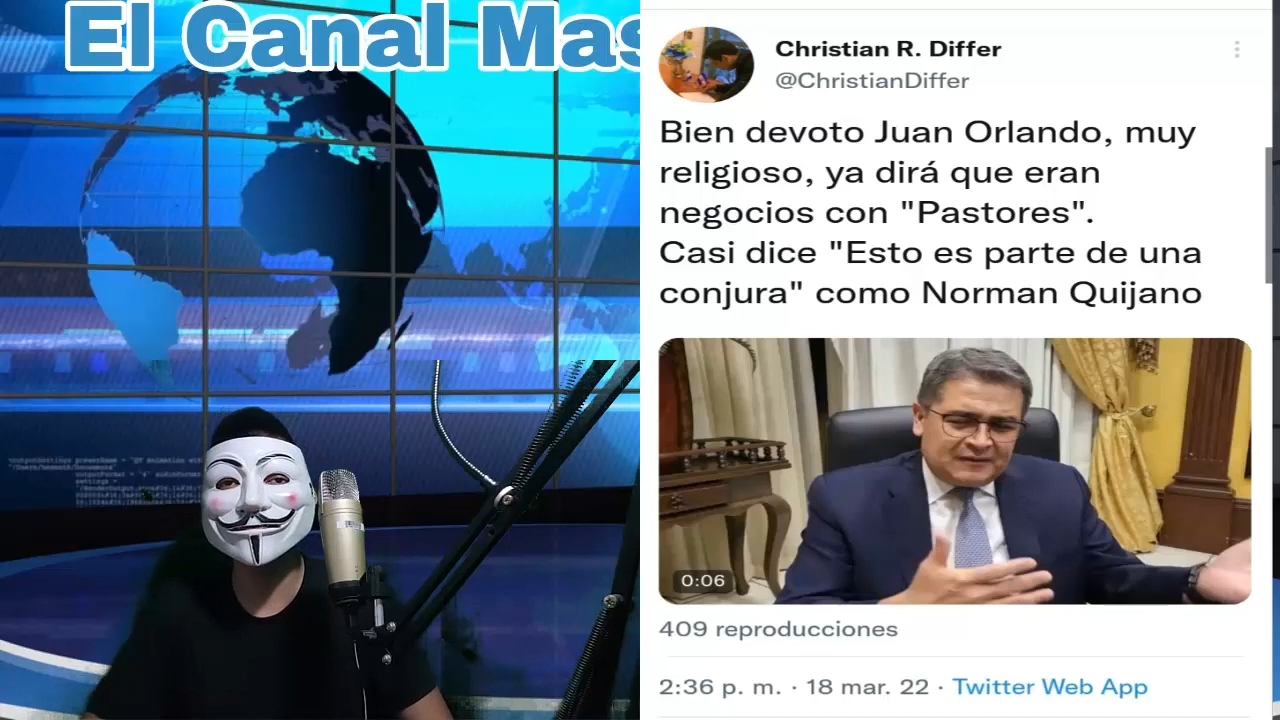 El Canal Mas
Christian R. Differ
@ChristianDiffer
Bien devoto Juan Orlando, muy
religioso, ya dirá que eran
negocios con "Pastores".
Casi dice "Esto es parte de una
conjura" como Norman Quijano
0:06
409 reproducciones
2:36 p. m. · 18 mar. 22 · Twitter Web App